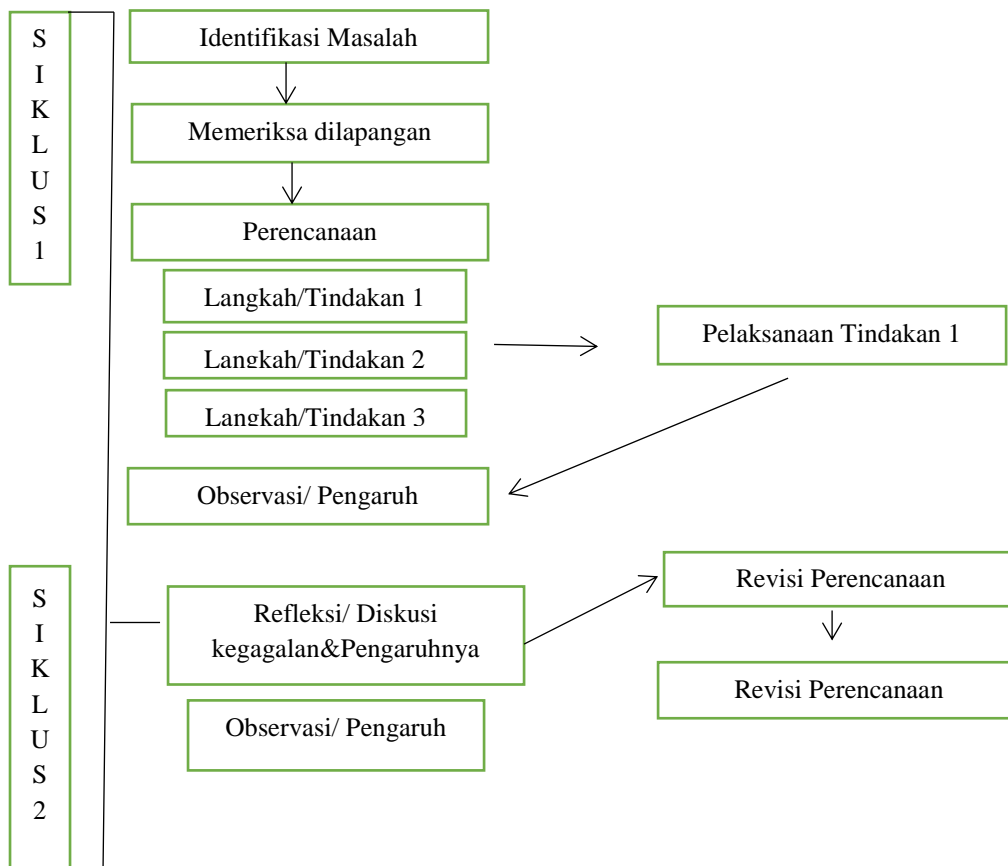 S
I
K
L
U
S
1
Identifikasi Masalah
Memeriksa dilapangan
Perencanaan
Langkah/Tindakan 1
Langkah/Tindakan 2
Langkah/Tindakan 3
Pelaksanaan Tindakan 1
Observasi/ Pengaruh
S
I
K
L
U
S
2
Refleksi/ Diskusi
kegagalan&Pengaruhnya
Revisi Perencanaan
Revisi Perencanaan
Observasi/ Pengaruh